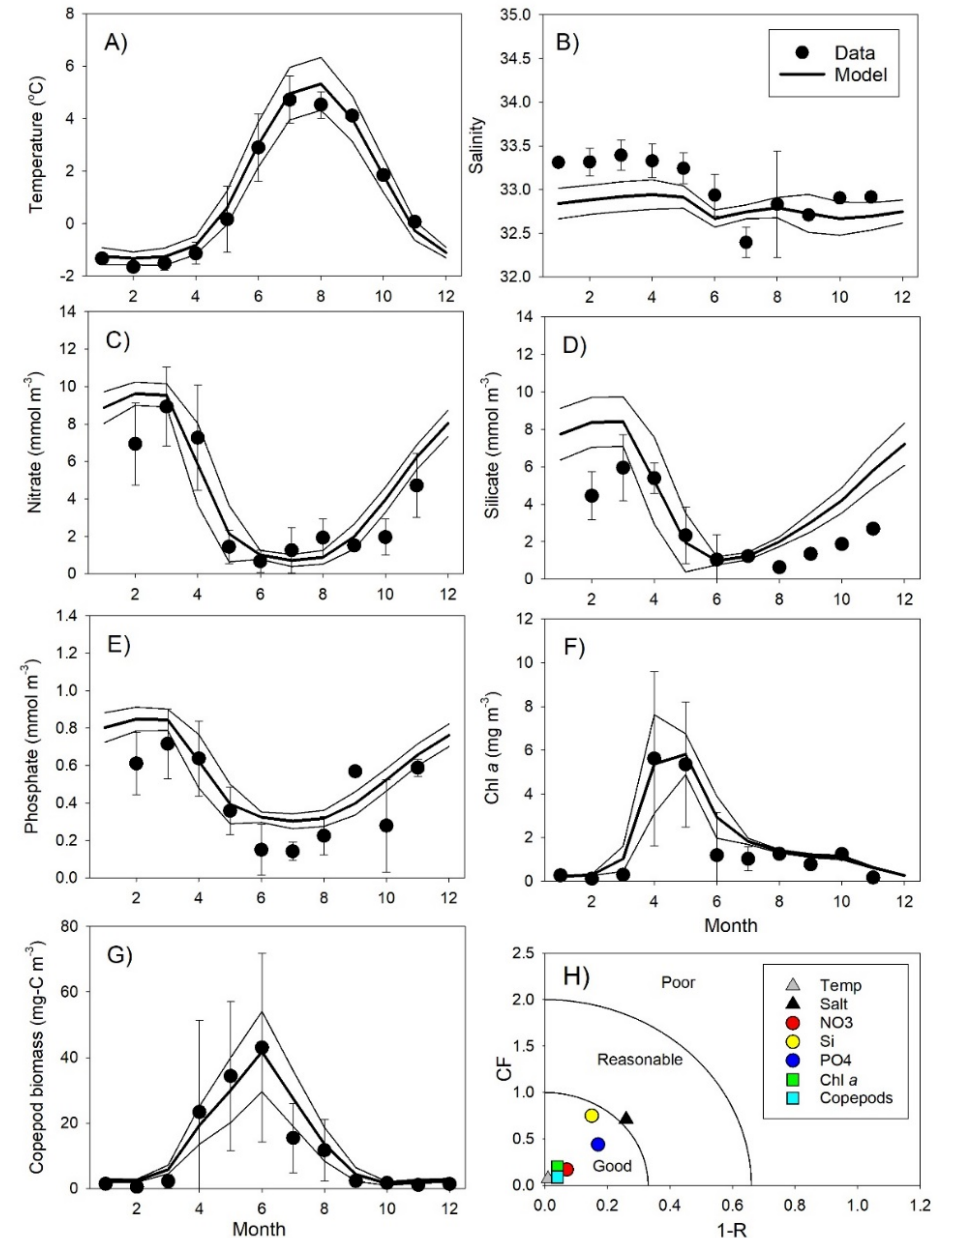 A)
Temperature (°C)
8
6
4
2
0
-2
2 4 6 8 10 12
B)
Salinity
35.0
34.5
34.0
33.5
33.0
32.5
32.0
2 4 6 8 10 12
Data
Model
C)
Nitrate (mmol m-3)
14
12
10
8
6
4
2
0
2 4 6 8 10 12
D)
Silicate (mmol m-3)
14
12
10
8
6
4
2
0
2 4 6 8 10 12
E)
Phosphate (mmol m-3)
1.4
1.2
1.0
0.8
0.6
0.4
0.2
0.0
2 4 6 8 10 12
F)
Chl a (mg m-3)
12
10
8
6
4
2
0
2 4 6 8 10 12
Month
G)
Copepod biomass (mg-C m-3)
80
60
40
20
0
2 4 6 8 10 12
Month
H)
CF
2.5
2.0
1.5
1.0
0.5
0.0
0.0 0.2 0.4 0.6 0.8 1.0 1.2
1-R
Poor
Reasonable
Good
Temp
Salt
NO3
Si
PO4
Chl a
Copepods